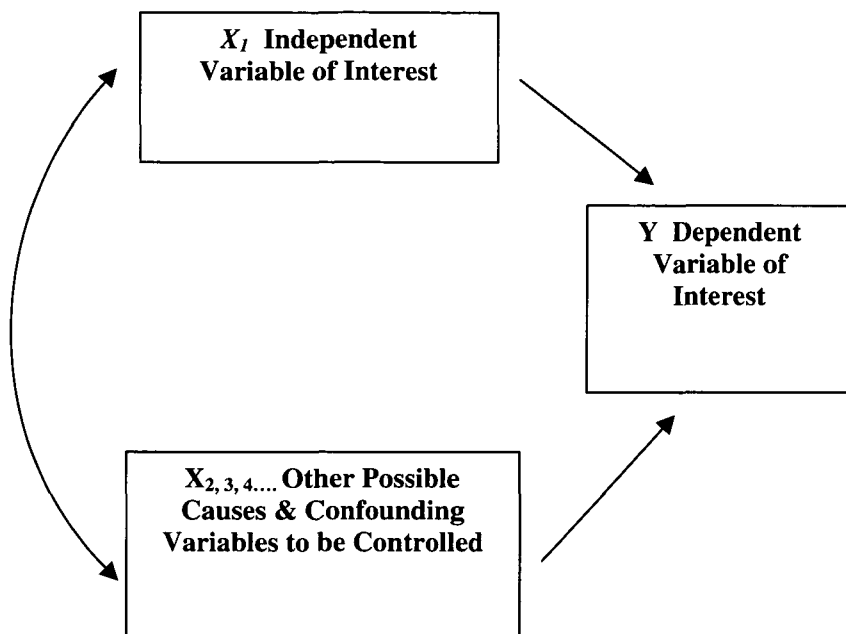 X1 Independent
Variable of Interest
Y Dependent
Variable of
Interest
X2, 3, 4.... Other Possible
Causes & Confounding
Variables to be Controlled